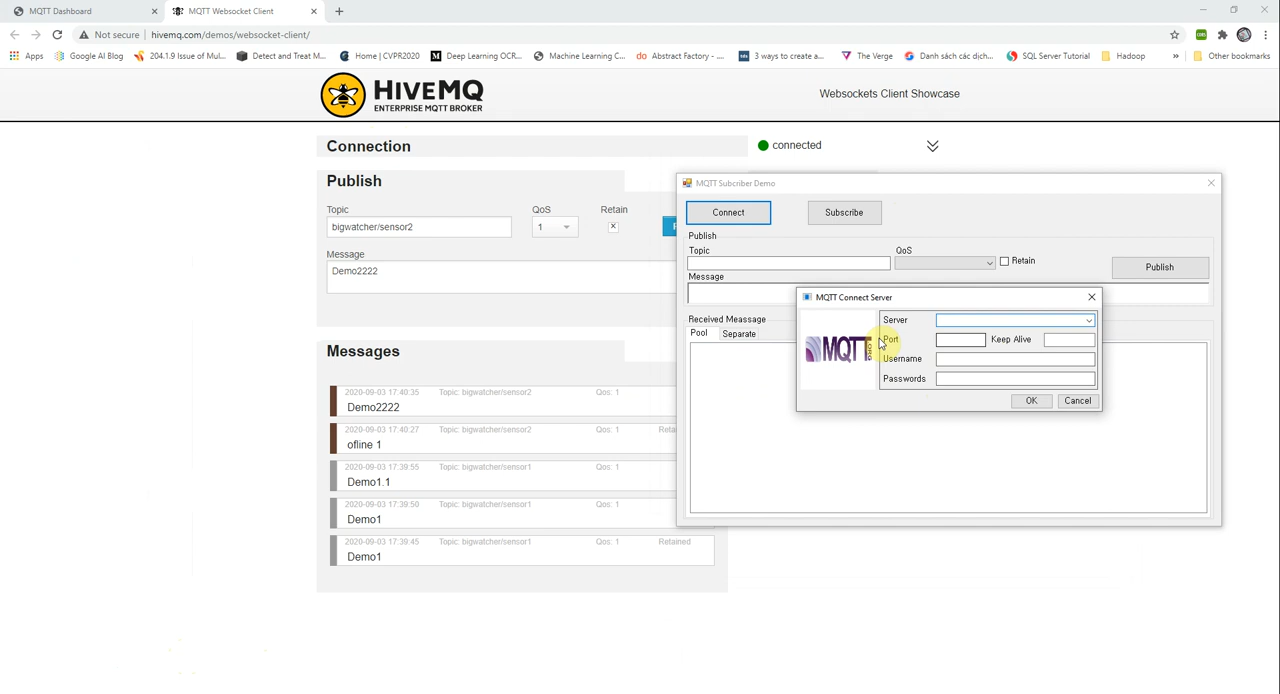 MQTT Dashboard
MQTT Websocket Client
Not secure
hivemq.com/demos/websocket-client/
Apps
Google AI Blog
204.1.9 Issue of Mul...
Detect and Treat M...
Home | CVPR2020
Deep Learning OCR...
Machine Learning C...
Abstract Factory - ...
3 ways to create a...
The Verge
Danh sách các dịch...
SQL Server Tutorial
Hadoop
»
Other bookmarks
HIVEMQ
ENTERPRISE MQTT BROKER
Websockets Client Showcase
Connection
connected
Publish
Topic
QoS
Retain
bigwatcher/sensor2
1
Message
Demo2222
Messages
2020-09-03 17:40:35 Topic: bigwatcher/sensor2 Qos: 1
Demo2222
2020-09-03 17:40:27 Topic: bigwatcher/sensor2 Qos: 1 Reta
ofline 1
2020-09-03 17:39:55 Topic: bigwatcher/sensor1 Qos: 1
Demo1.1
2020-09-03 17:39:50 Topic: bigwatcher/sensor1 Qos: 1
Demo1
2020-09-03 17:39:45 Topic: bigwatcher/sensor1 Qos: 1 Retained
Demo1
MQTT Subcriber Demo
Connect
Subscribe
Publish
Topic
QoS
Retain
Publish
Message
Received Meassage
Pool
Separate
MQTT Connect Server
MQTT
.ORG
Server
Port
Keep Alive
Username
Passwords
OK
Cancel